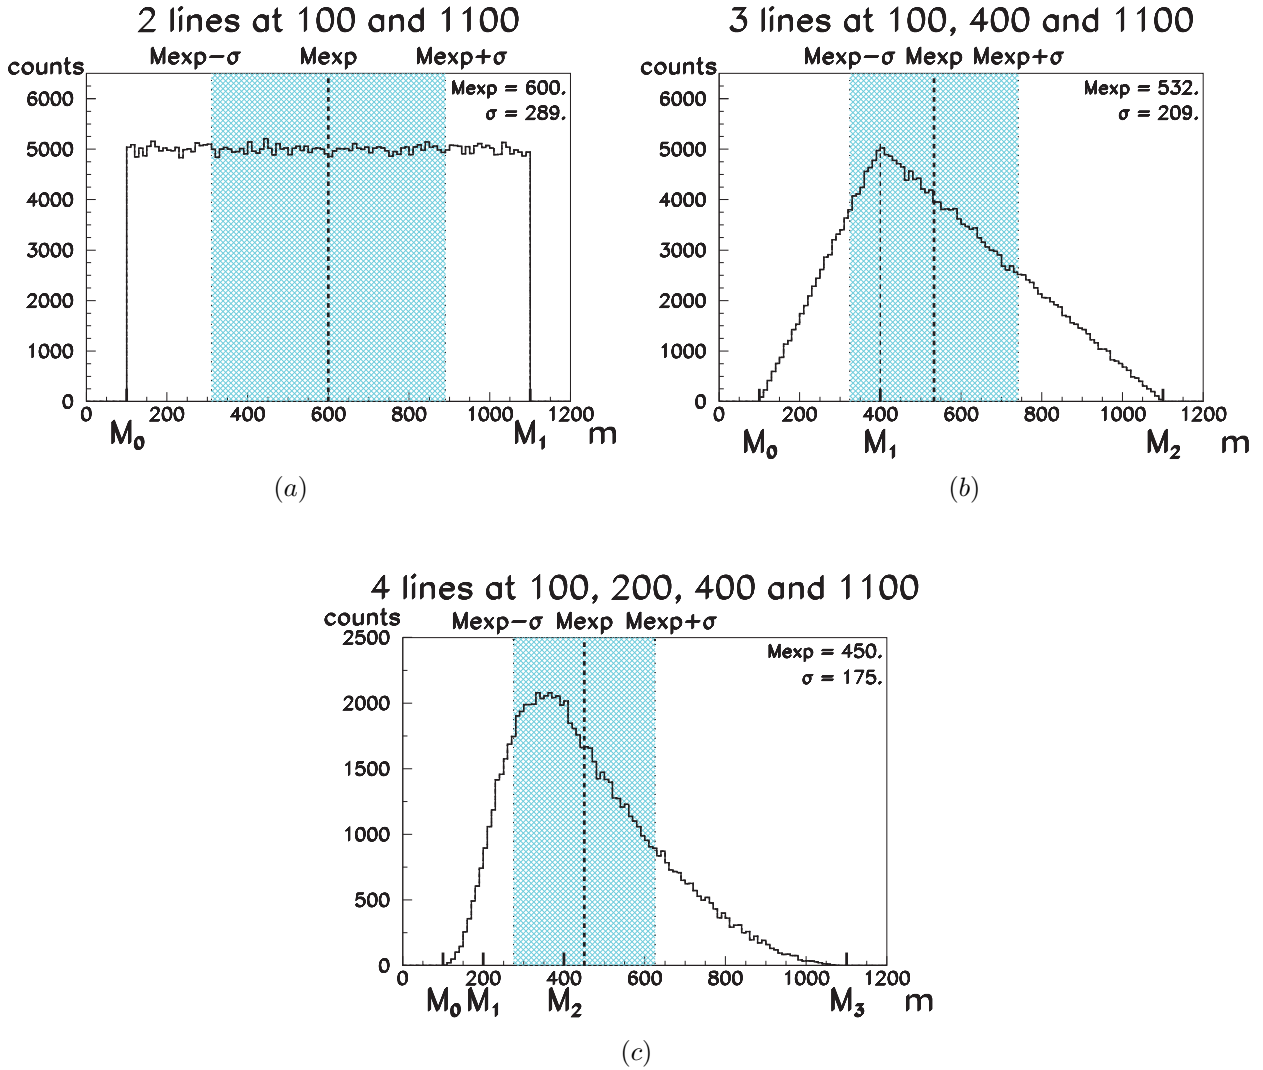 2 lines at 100 and 1100
Mexp−σ Mexp Mexp+σ
counts
Mexp = 600.
σ = 289.
6000
5000
4000
3000
2000
1000
0
0 200 400 600 800 1000 1200
M₀ M₁ m
(a)
3 lines at 100, 400 and 1100
Mexp−σ Mexp Mexp+σ
counts
Mexp = 532.
σ = 209.
6000
5000
4000
3000
2000
1000
0
0 200 400 600 800 1000 1200
M₀ M₁ M₂ m
(b)
4 lines at 100, 200, 400 and 1100
Mexp−σ Mexp Mexp+σ
counts
Mexp = 450.
σ = 175.
2500
2000
1500
1000
500
0
0 200 400 600 800 1000 1200
M₀ M₁ M₂ M₃ m
(c)